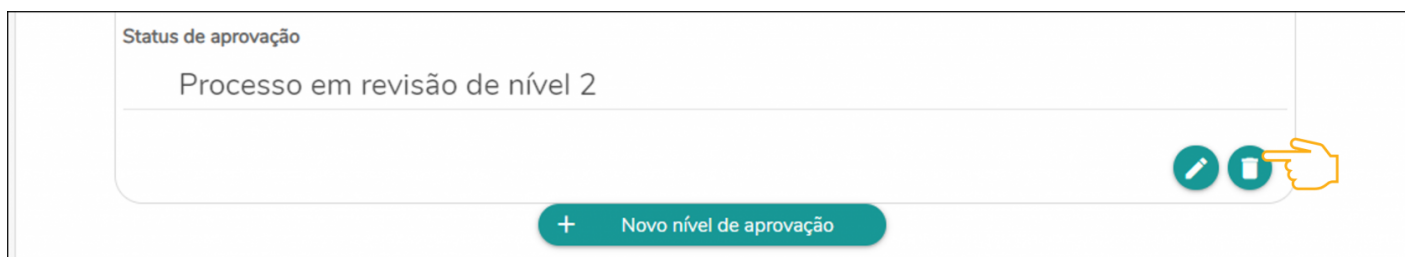 Status de aprovação
Processo em revisão de nível 2
+ Novo nível de aprovação